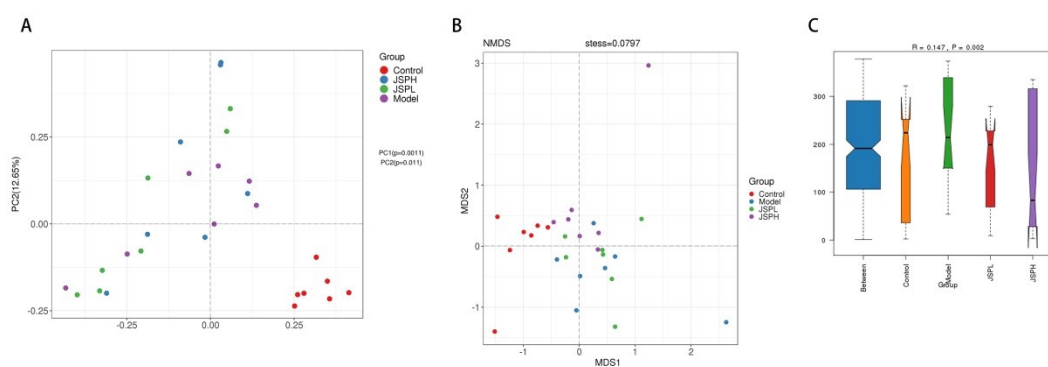 A
Group
Control
JSPH
JSPL
Model
PC1(p=0.0011)
PC2(p=0.011)
PC2(12.65%)
0.25
0.00
-0.25
-0.25
0.00
0.25
B
NMDS
stess=0.0797
MDS2
3
2
1
0
-1
-1
0
1
2
MDS1
Group
Control
Model
JSPL
JSPH
C
R = 0.147, P = 0.002
300
200
100
0
Between
Control
Model
JSPL
JSPH
Group